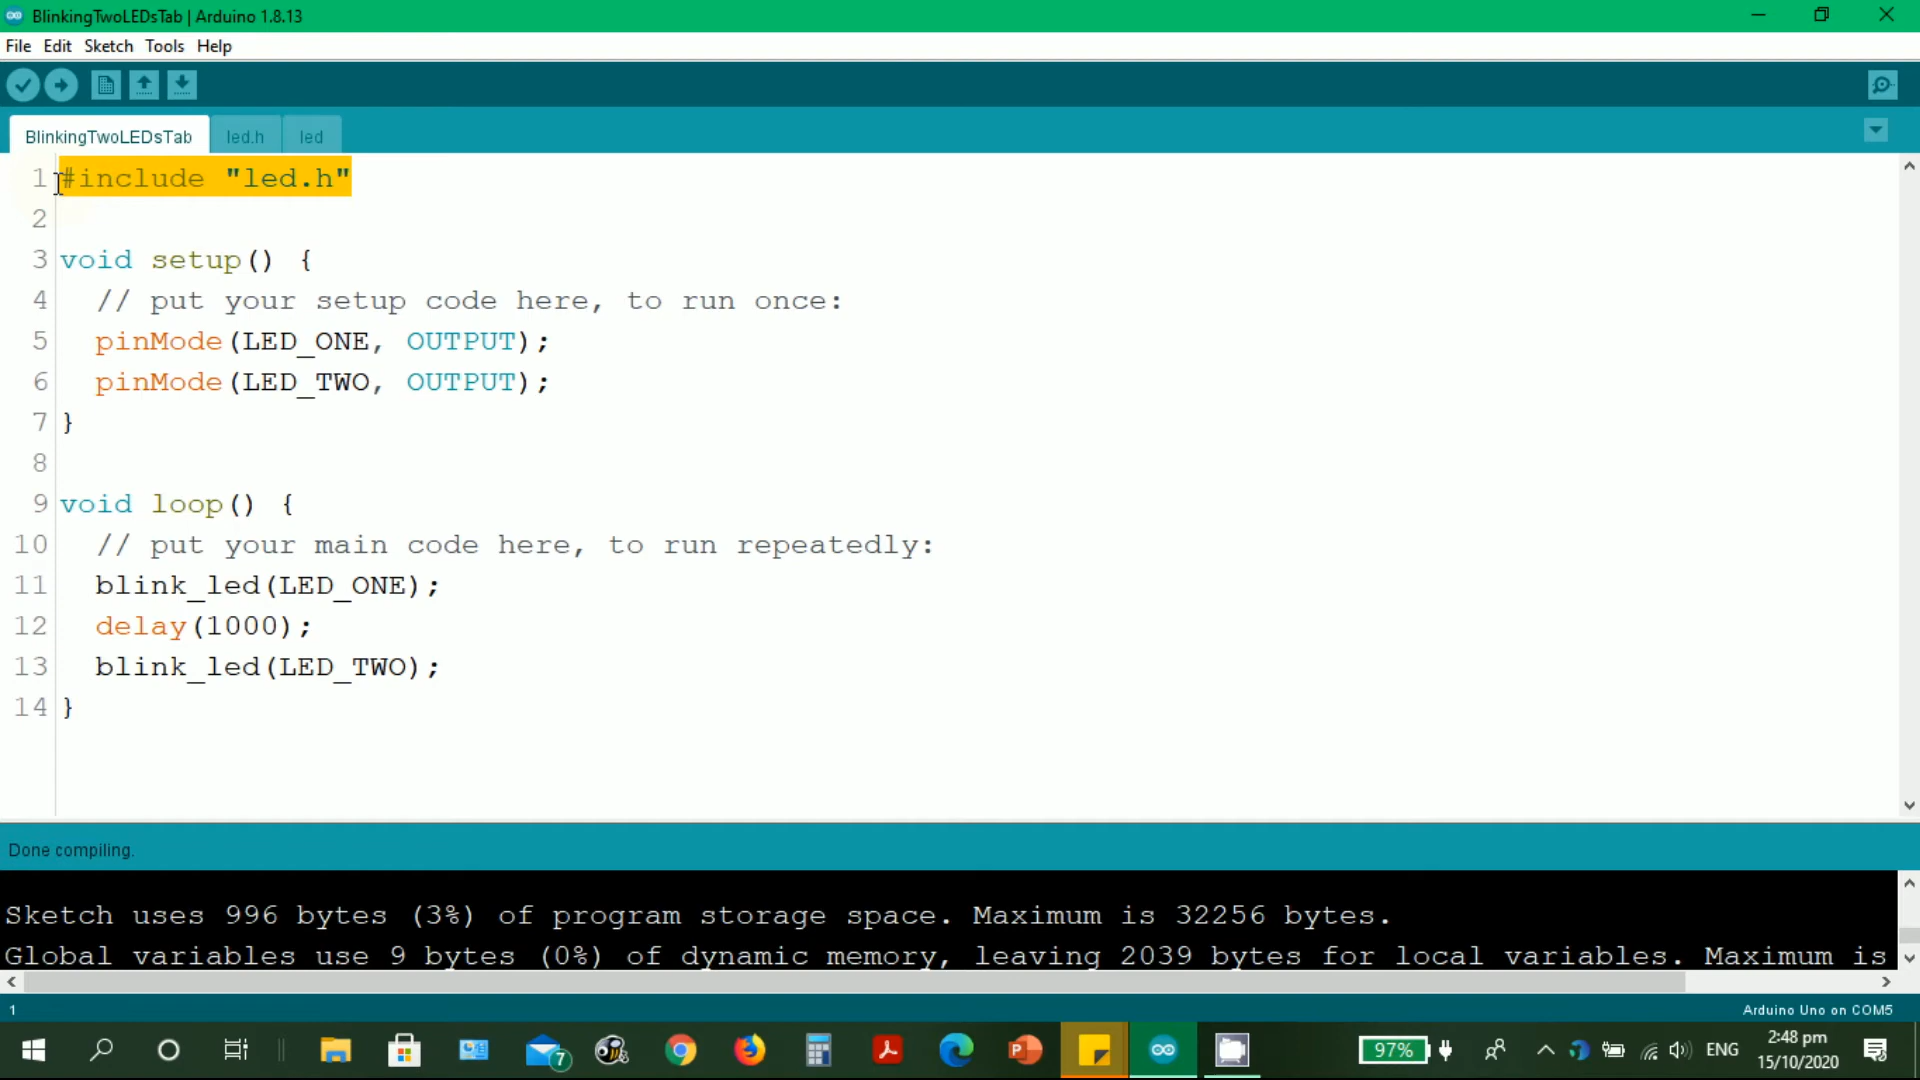 BlinkingTwoLEDsTab | Arduino 1.8.13
File Edit Sketch Tools Help
BlinkingTwoLEDsTab led.h led
1 #include "led.h"
2
3 void setup() {
4 // put your setup code here, to run once:
5 pinMode(LED_ONE, OUTPUT);
6 pinMode(LED_TWO, OUTPUT);
7 }
8
9 void loop() {
10 // put your main code here, to run repeatedly:
11 blink_led(LED_ONE);
12 delay(1000);
13 blink_led(LED_TWO);
14 }
Done compiling.
Sketch uses 996 bytes (3%) of program storage space. Maximum is 32256 bytes.
Global variables use 9 bytes (0%) of dynamic memory, leaving 2039 bytes for local variables. Maximum is
1 Arduino Uno on COM5
7 97% ENG 2:48 pm
15/10/2020